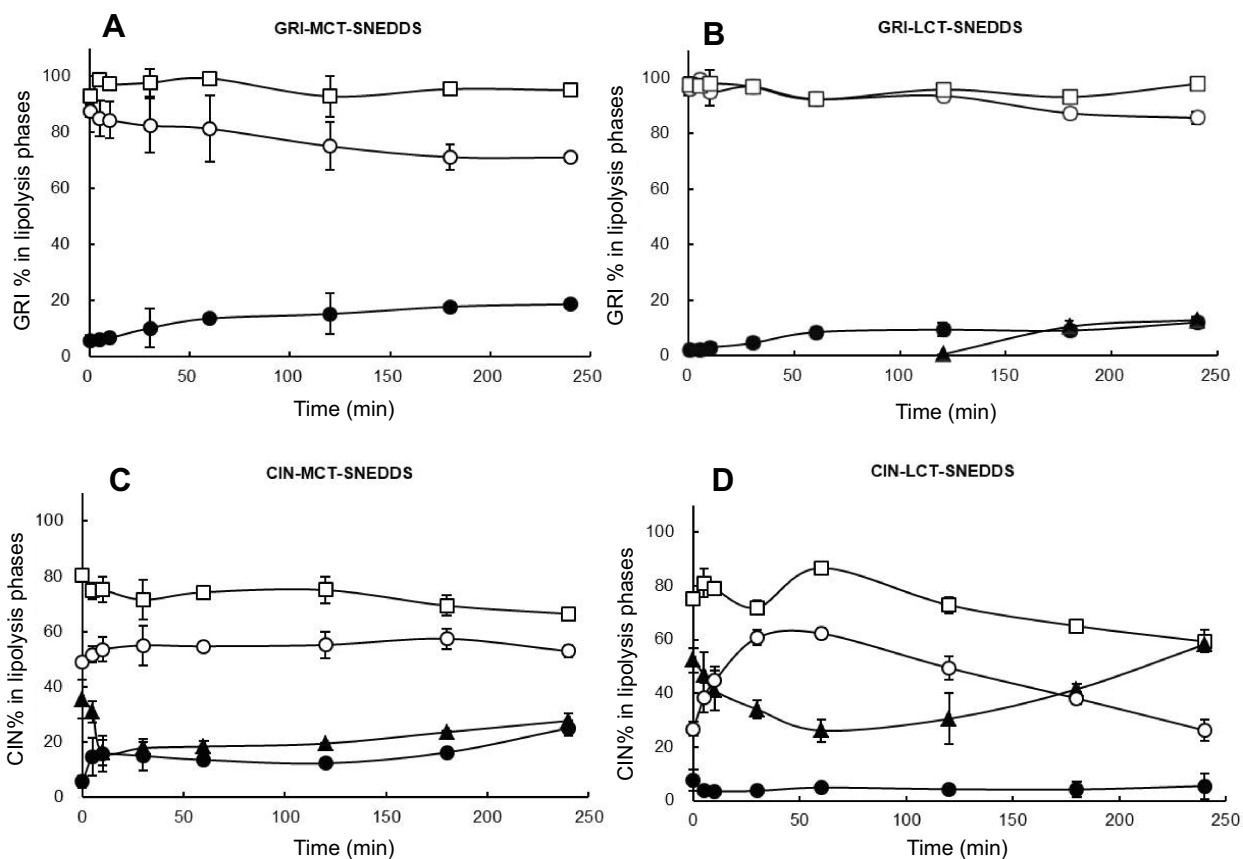 A
GRI-MCT-SNEDDS
GRI % in lipolysis phases
100
80
60
40
20
0
0 50 100 150 200 250
Time (min)
B
GRI-LCT-SNEDDS
GRI % in lipolysis phases
100
80
60
40
20
0
0 50 100 150 200 250
Time (min)
C
CIN-MCT-SNEDDS
CIN% in lipolysis phases
100
80
60
40
20
0
0 50 100 150 200 250
Time (min)
D
CIN-LCT-SNEDDS
CIN% in lipolysis phases
100
80
60
40
20
0
0 50 100 150 200 250
Time (min)